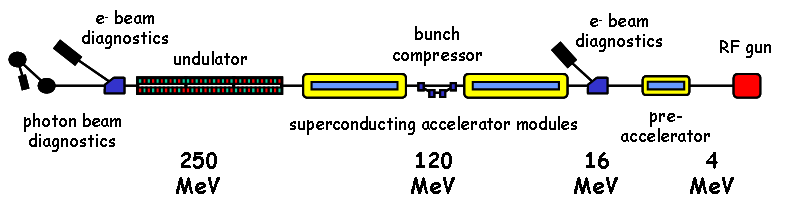 e- beam
diagnostics
undulator
bunch
compressor
e- beam
diagnostics
RF gun
photon beam
diagnostics
superconducting accelerator modules
pre-
accelerator
250
MeV
120
MeV
16
MeV
4
MeV